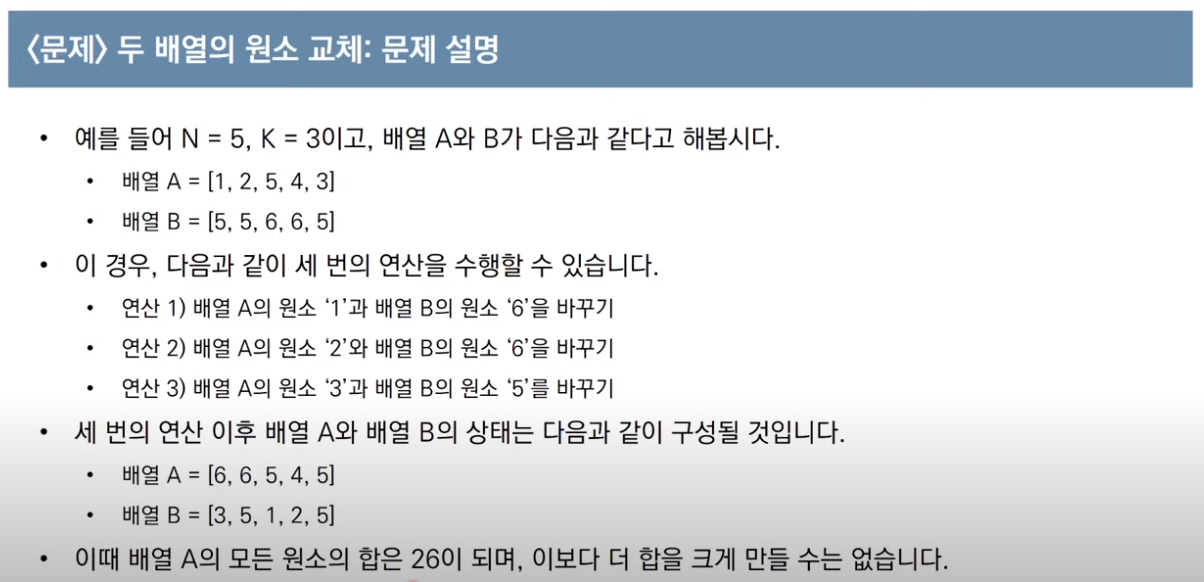 <문제> 두 배열의 원소 교체: 문제 설명
• 예를 들어 N = 5, K = 3이고, 배열 A와 B가 다음과 같다고 해봅시다.
• 배열 A = [1, 2, 5, 4, 3]
• 배열 B = [5, 5, 6, 6, 5]
• 이 경우, 다음과 같이 세 번의 연산을 수행할 수 있습니다.
• 연산 1) 배열 A의 원소 ‘1’과 배열 B의 원소 ‘6’을 바꾸기
• 연산 2) 배열 A의 원소 ‘2’와 배열 B의 원소 ‘6’을 바꾸기
• 연산 3) 배열 A의 원소 ‘3’과 배열 B의 원소 ‘5’를 바꾸기
• 세 번의 연산 이후 배열 A와 배열 B의 상태는 다음과 같이 구성될 것입니다.
• 배열 A = [6, 6, 5, 4, 5]
• 배열 B = [3, 5, 1, 2, 5]
• 이때 배열 A의 모든 원소의 합은 26이 되며, 이보다 더 합을 크게 만들 수는 없습니다.